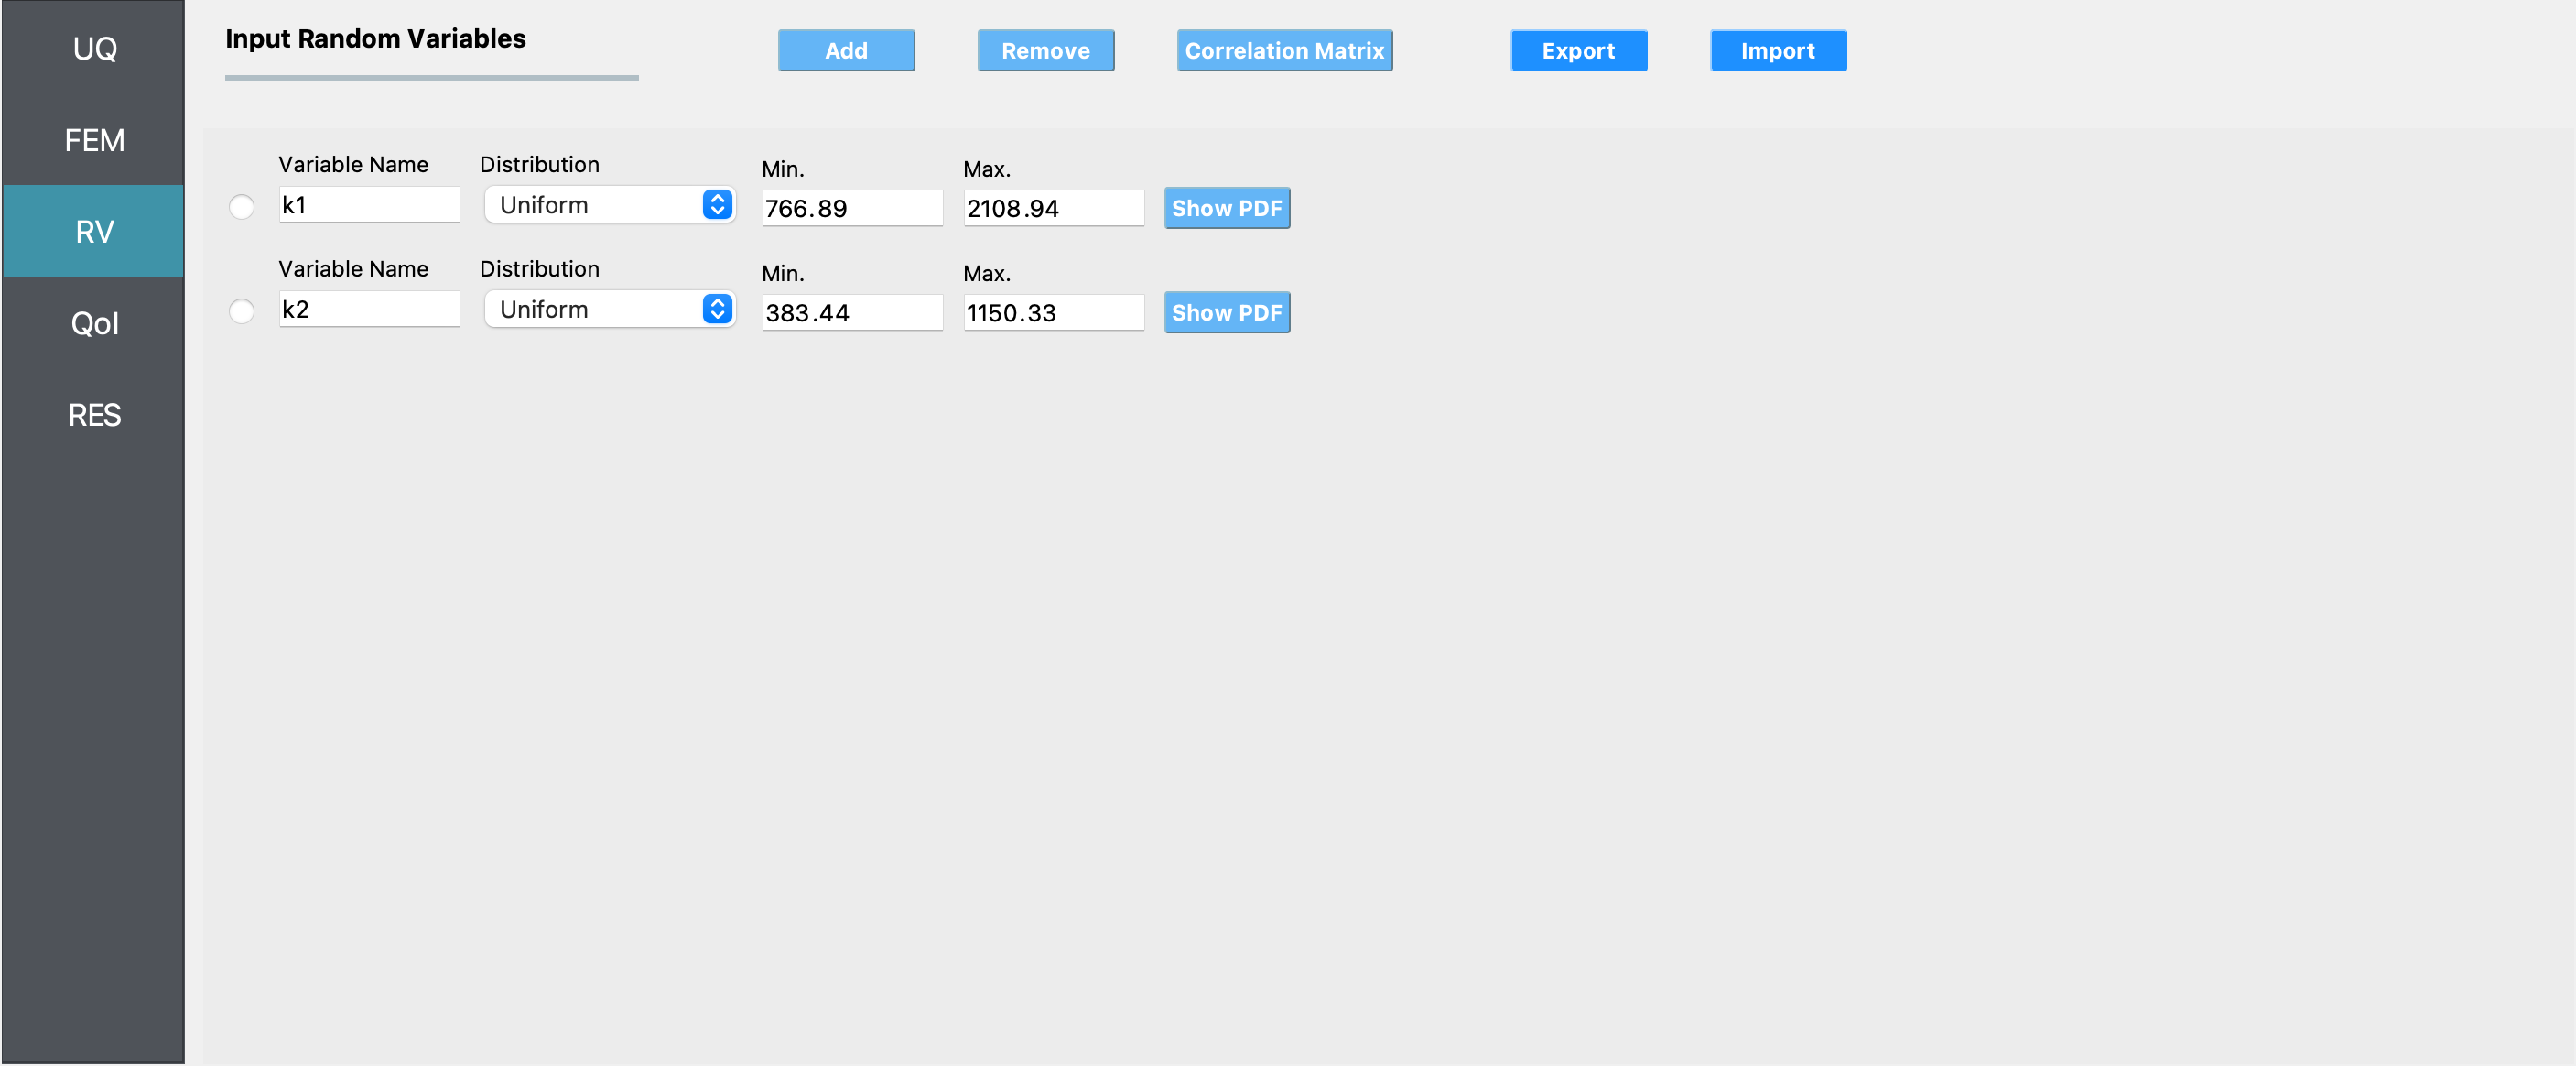 UQ
FEM
RV
QoI
RES
Input Random Variables
Add Remove Correlation Matrix Export Import
Variable Name Distribution Min. Max.
k1 Uniform 766.89 2108.94 Show PDF
Variable Name Distribution Min. Max.
k2 Uniform 383.44 1150.33 Show PDF